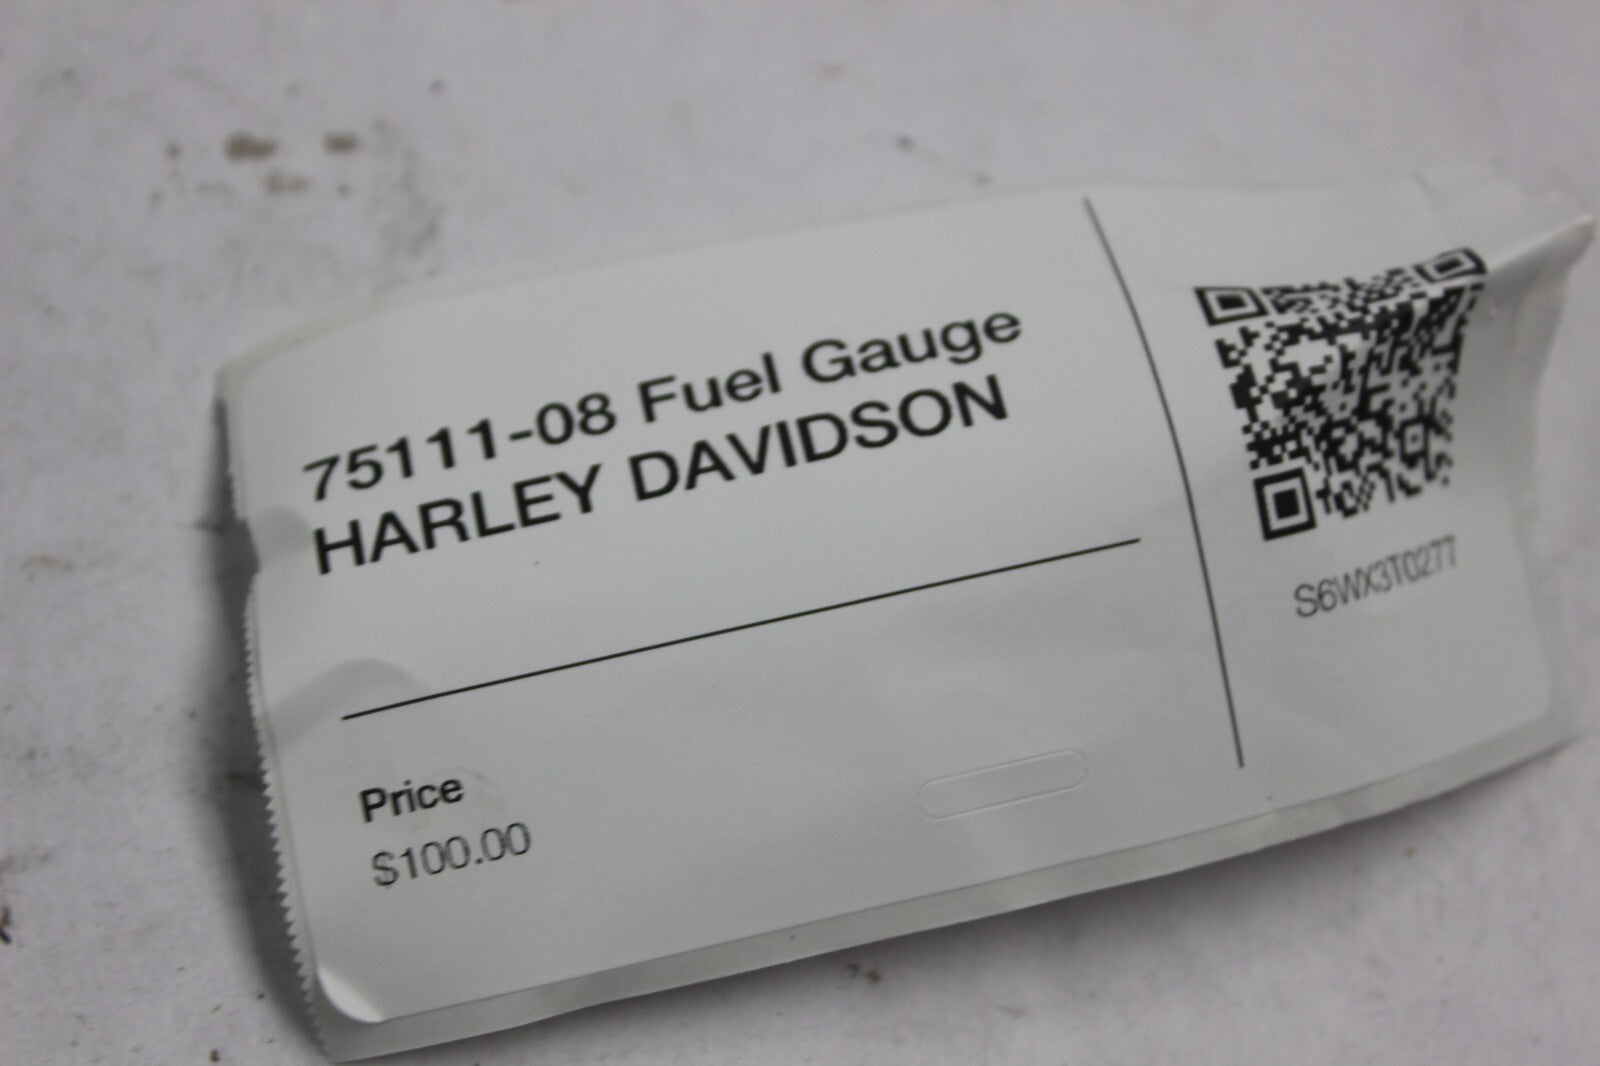 75111-08 Fuel Gauge
HARLEY DAVIDSON
Price
$100.00
S6WX3T0277